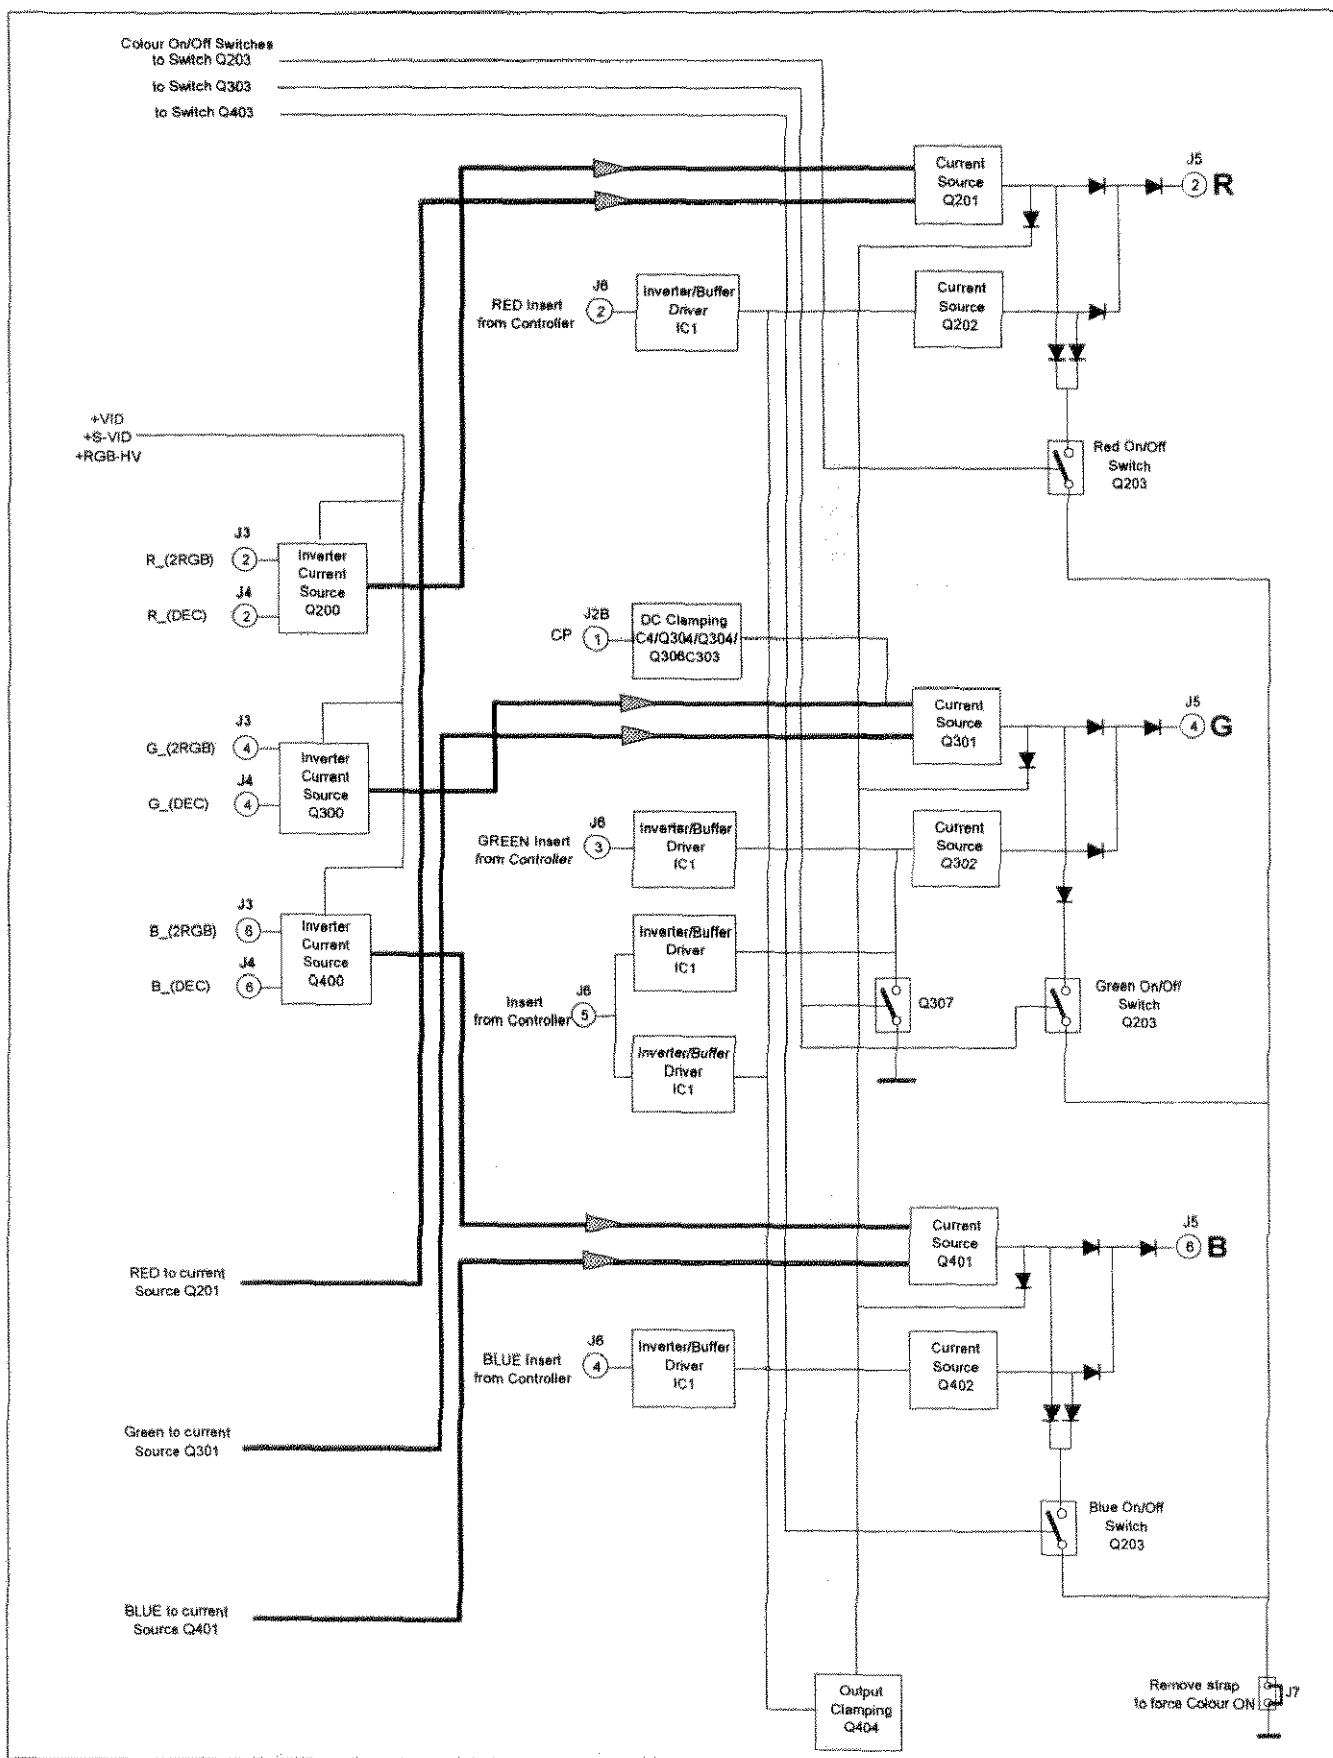 Colour On/Off Switches
to Switch Q203
to Switch Q303
to Switch Q403
Current
Source
Q201
J5
2 R
RED Insert
from Controller
J6
2
Inverter/Buffer
Driver
IC1
Current
Source
Q202
+VID
+S-VID
+RGB-HV
Red On/Off
Switch
Q203
R_(2RGB)
J3
2
R_(DEC)
J4
2
Inverter
Current
Source
Q200
CP
J2B
1
DC Clamping
C4/Q304/Q304/
Q306C303
G_(2RGB)
J3
4
G_(DEC)
J4
4
Inverter
Current
Source
Q300
Current
Source
Q301
J5
4 G
GREEN Insert
from Controller
J6
3
Inverter/Buffer
Driver
IC1
Current
Source
Q302
B_(2RGB)
J3
6
B_(DEC)
J4
6
Inverter
Current
Source
Q400
Inverter/Buffer
Driver
IC1
Insert
from Controller
J6
5
Q307
Green On/Off
Switch
Q203
Inverter/Buffer
Driver
IC1
RED to current
Source Q201
Current
Source
Q401
J5
6 B
BLUE Insert
from Controller
J6
4
Inverter/Buffer
Driver
IC1
Current
Source
Q402
Green to current
Source Q301
Blue On/Off
Switch
Q203
BLUE to current
Source Q401
Output
Clamping
Q404
Remove strap
to force Colour ON
J7